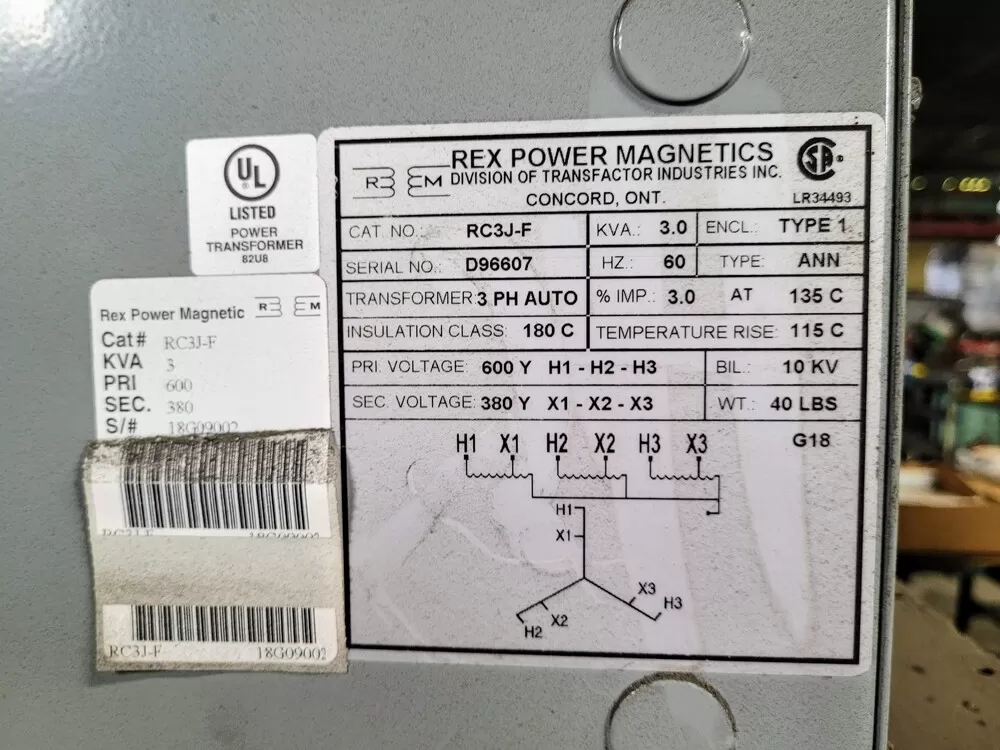 UL
LISTED
POWER
TRANSFORMER
82U8
Rex Power Magnetic REX M
Cat# RC3J-F
KVA 3
PRI 600
SEC. 380
S/# 18G09002
RC3J-F 18G09002
RC3J-F 18G09002
REX POWER MAGNETICS
DIVISION OF TRANSFACTOR INDUSTRIES INC.
CONCORD, ONT.
LR34493
CAT NO.: RC3J-F KVA.: 3.0 ENCL.: TYPE 1
SERIAL NO.: D96607 HZ.: 60 TYPE: ANN
TRANSFORMER: 3 PH AUTO % IMP.: 3.0 AT 135 C
INSULATION CLASS: 180 C TEMPERATURE RISE: 115 C
PRI. VOLTAGE: 600 Y H1 - H2 - H3 BIL.: 10 KV
SEC. VOLTAGE: 380 Y X1 - X2 - X3 WT.: 40 LBS
H1 X1 H2 X2 H3 X3 G18
H1
X1
X3 H3
H2 X2